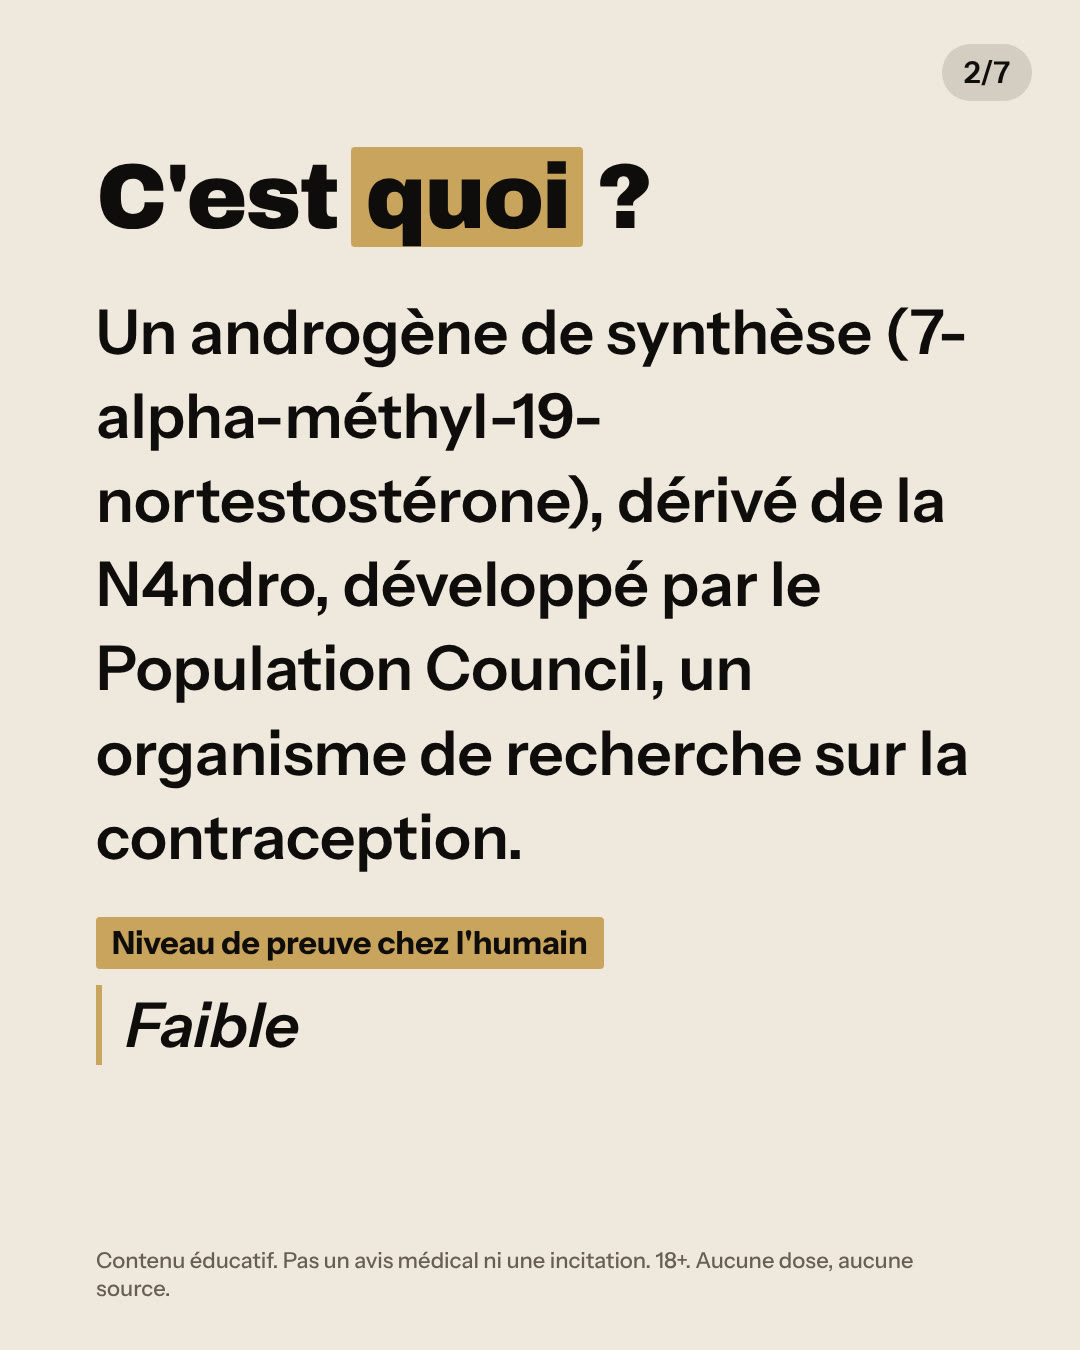 2/7
C'est quoi ?
Un androgène de synthèse (7-
alpha-méthyl-19-
nortestostérone), dérivé de la
N4ndro, développé par le
Population Council, un
organisme de recherche sur la
contraception.
Niveau de preuve chez l'humain
Faible
Contenu éducatif. Pas un avis médical ni une incitation. 18+. Aucune dose, aucune
source.